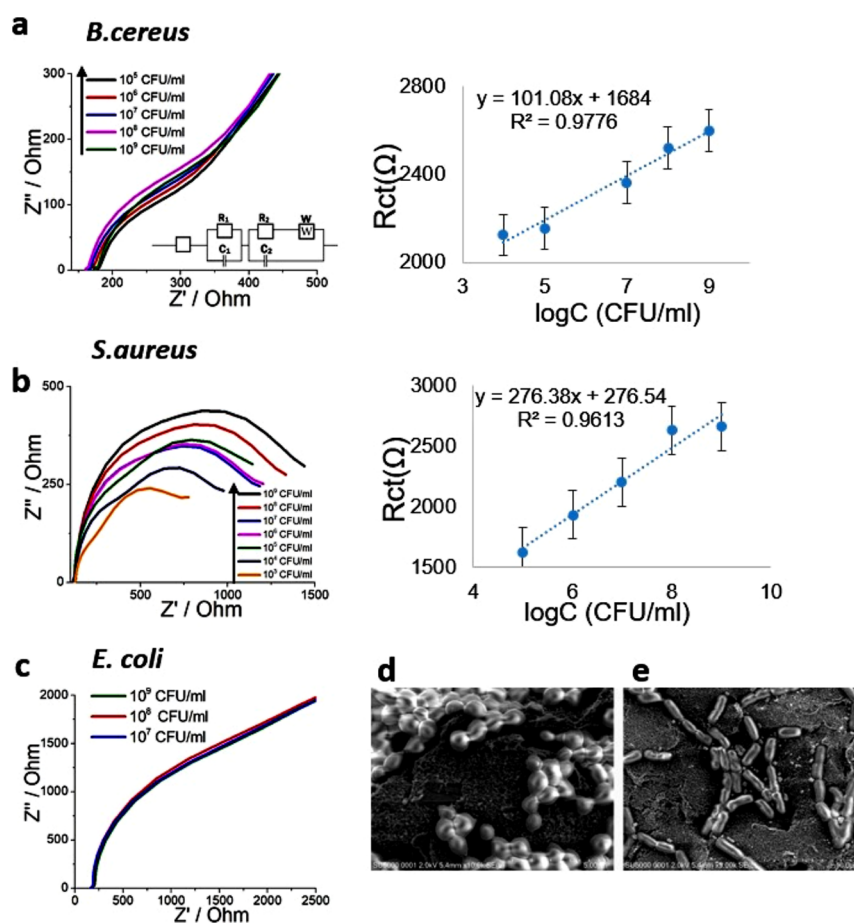 a
B.cereus
300
200
100
0
Z'' / Ohm
10⁵ CFU/ml
10⁶ CFU/ml
10⁷ CFU/ml
10⁸ CFU/ml
10⁹ CFU/ml
R₁
R₂
W
W
C₁
C₂
200 300 400 500
Z' / Ohm
2800
2400
2000
Rct(Ω)
y = 101.08x + 1684
R² = 0.9776
3 5 7 9
logC (CFU/ml)
S.aureus
b
500
250
0
Z'' / Ohm
10⁹ CFU/ml
10⁸ CFU/ml
10⁷ CFU/ml
10⁶ CFU/ml
10⁵ CFU/ml
10⁴ CFU/ml
10³ CFU/ml
500 1000 1500
Z' / Ohm
3000
2500
2000
1500
Rct(Ω)
y = 276.38x + 276.54
R² = 0.9613
4 6 8 10
logC (CFU/ml)
c
E. coli
2000
1500
1000
500
0
Z'' / Ohm
10⁹ CFU/ml
10⁸ CFU/ml
10⁷ CFU/ml
0 500 1000 1500 2000 2500
Z' / Ohm
d
e